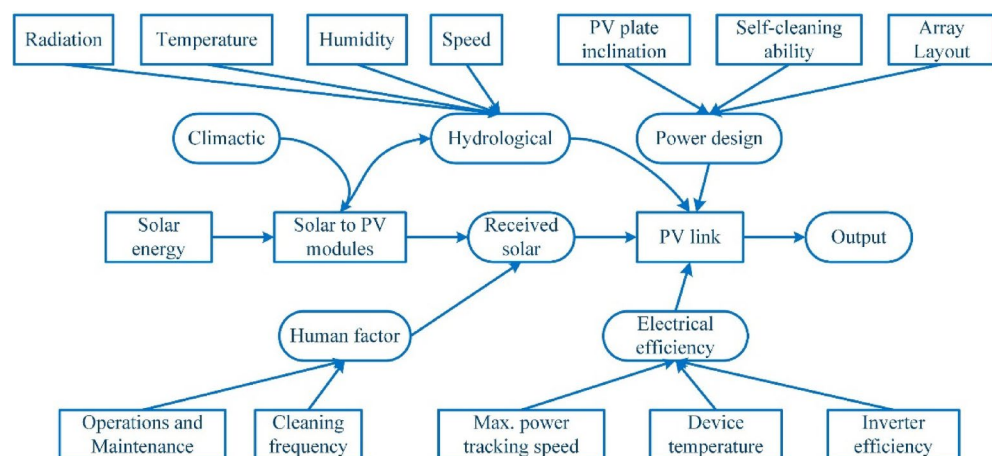 Radiation
Temperature
Humidity
Speed
PV plate
inclination
Self-cleaning
ability
Array
Layout
Climactic
Hydrological
Power design
Solar
energy
Solar to PV
modules
Received
solar
PV link
Output
Human factor
Electrical
efficiency
Operations and
Maintenance
Cleaning
frequency
Max. power
tracking speed
Device
temperature
Inverter
efficiency